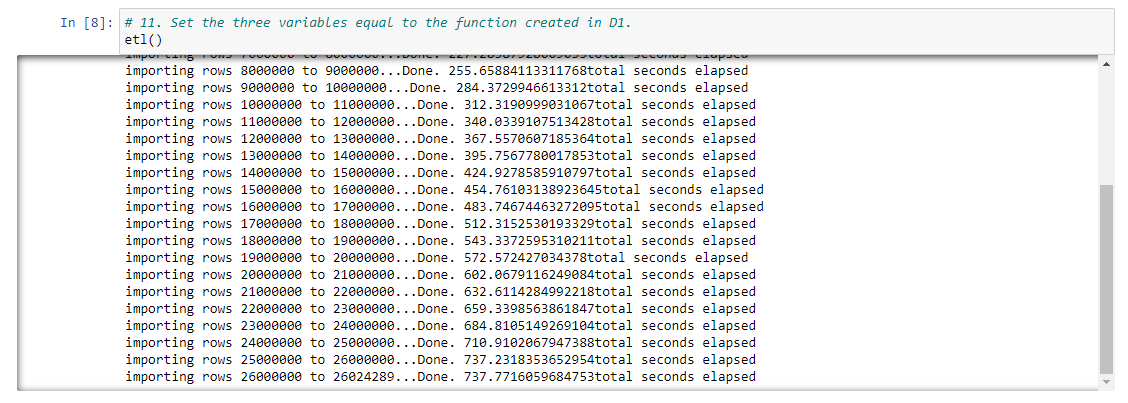 In [8]: # 11. Set the three variables equal to the function created in D1.
etl()
importing rows 8000000 to 9000000...Done. 255.65884113311768total seconds elapsed
importing rows 9000000 to 10000000...Done. 284.3729946613312total seconds elapsed
importing rows 10000000 to 11000000...Done. 312.3190999031067total seconds elapsed
importing rows 11000000 to 12000000...Done. 340.0339107513428total seconds elapsed
importing rows 12000000 to 13000000...Done. 367.5570607185364total seconds elapsed
importing rows 13000000 to 14000000...Done. 395.7567780017853total seconds elapsed
importing rows 14000000 to 15000000...Done. 424.9278585910797total seconds elapsed
importing rows 15000000 to 16000000...Done. 454.76103138923645total seconds elapsed
importing rows 16000000 to 17000000...Done. 483.74674463272095total seconds elapsed
importing rows 17000000 to 18000000...Done. 512.3152530193329total seconds elapsed
importing rows 18000000 to 19000000...Done. 543.3372595310211total seconds elapsed
importing rows 19000000 to 20000000...Done. 572.572427034378total seconds elapsed
importing rows 20000000 to 21000000...Done. 602.0679116249084total seconds elapsed
importing rows 21000000 to 22000000...Done. 632.6114284992218total seconds elapsed
importing rows 22000000 to 23000000...Done. 659.3398563861847total seconds elapsed
importing rows 23000000 to 24000000...Done. 684.8105149269104total seconds elapsed
importing rows 24000000 to 25000000...Done. 710.9102067947388total seconds elapsed
importing rows 25000000 to 26000000...Done. 737.2318353652954total seconds elapsed
importing rows 26000000 to 26024289...Done. 737.7716059684753total seconds elapsed